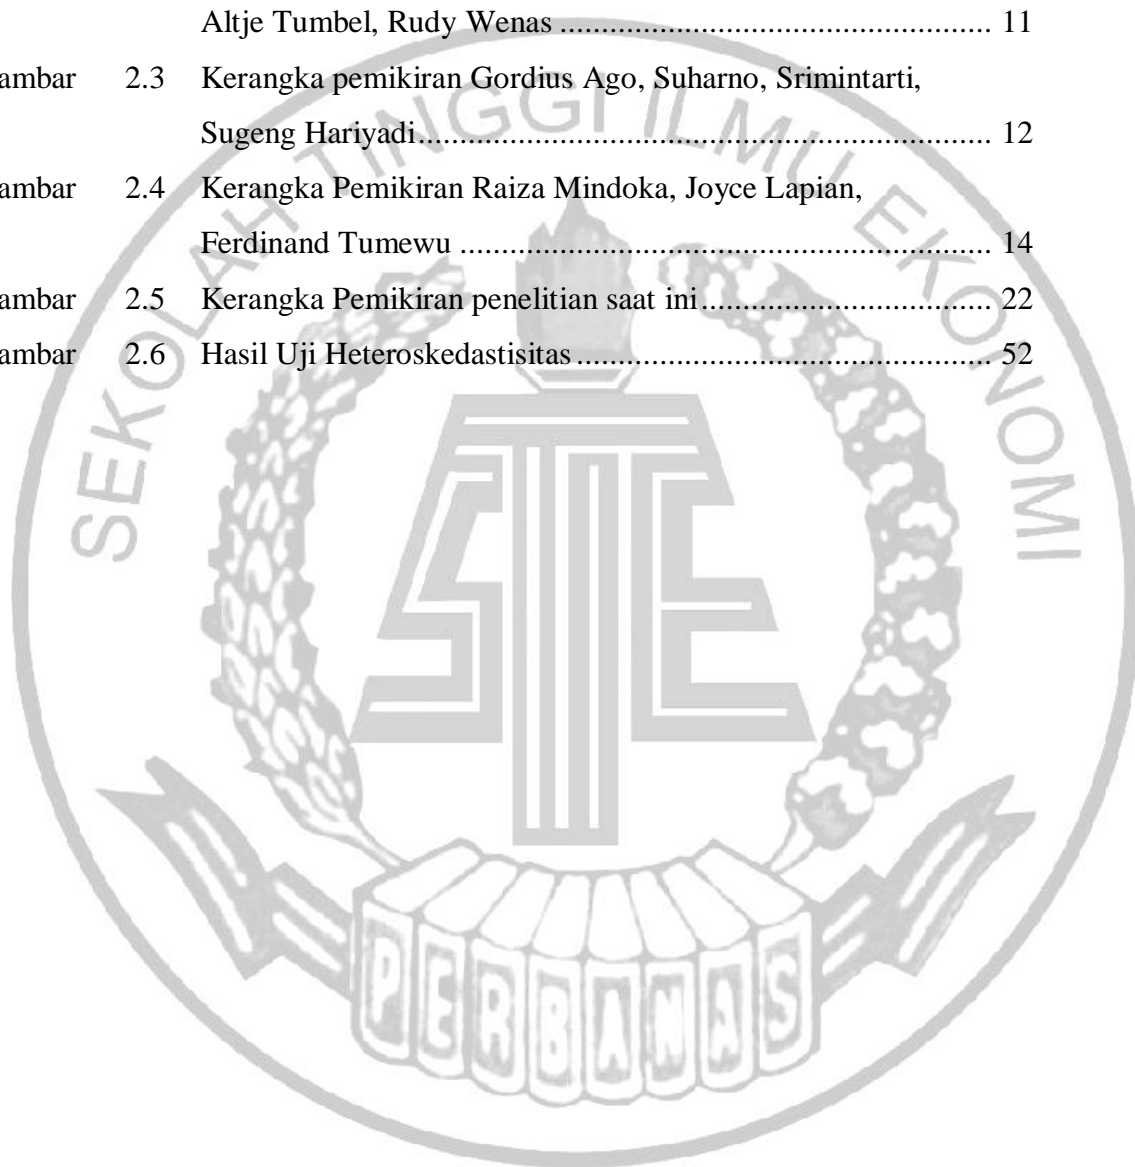 Altje Tumbel, Rudy Wenas .................................................. 11
ambar 2.3 Kerangka pemikiran Gordius Ago, Suharno, Srimintarti,
Sugeng Hariyadi.................................................................. 12
ambar 2.4 Kerangka Pemikiran Raiza Mindoka, Joyce Lapian,
Ferdinand Tumewu ............................................................. 14
ambar 2.5 Kerangka Pemikiran penelitian saat ini................................. 22
ambar 2.6 Hasil Uji Heteroskedastisitas................................................ 52
SEKOLAH TINGGI ILMU EKONOMI
STIE
PERBANAS